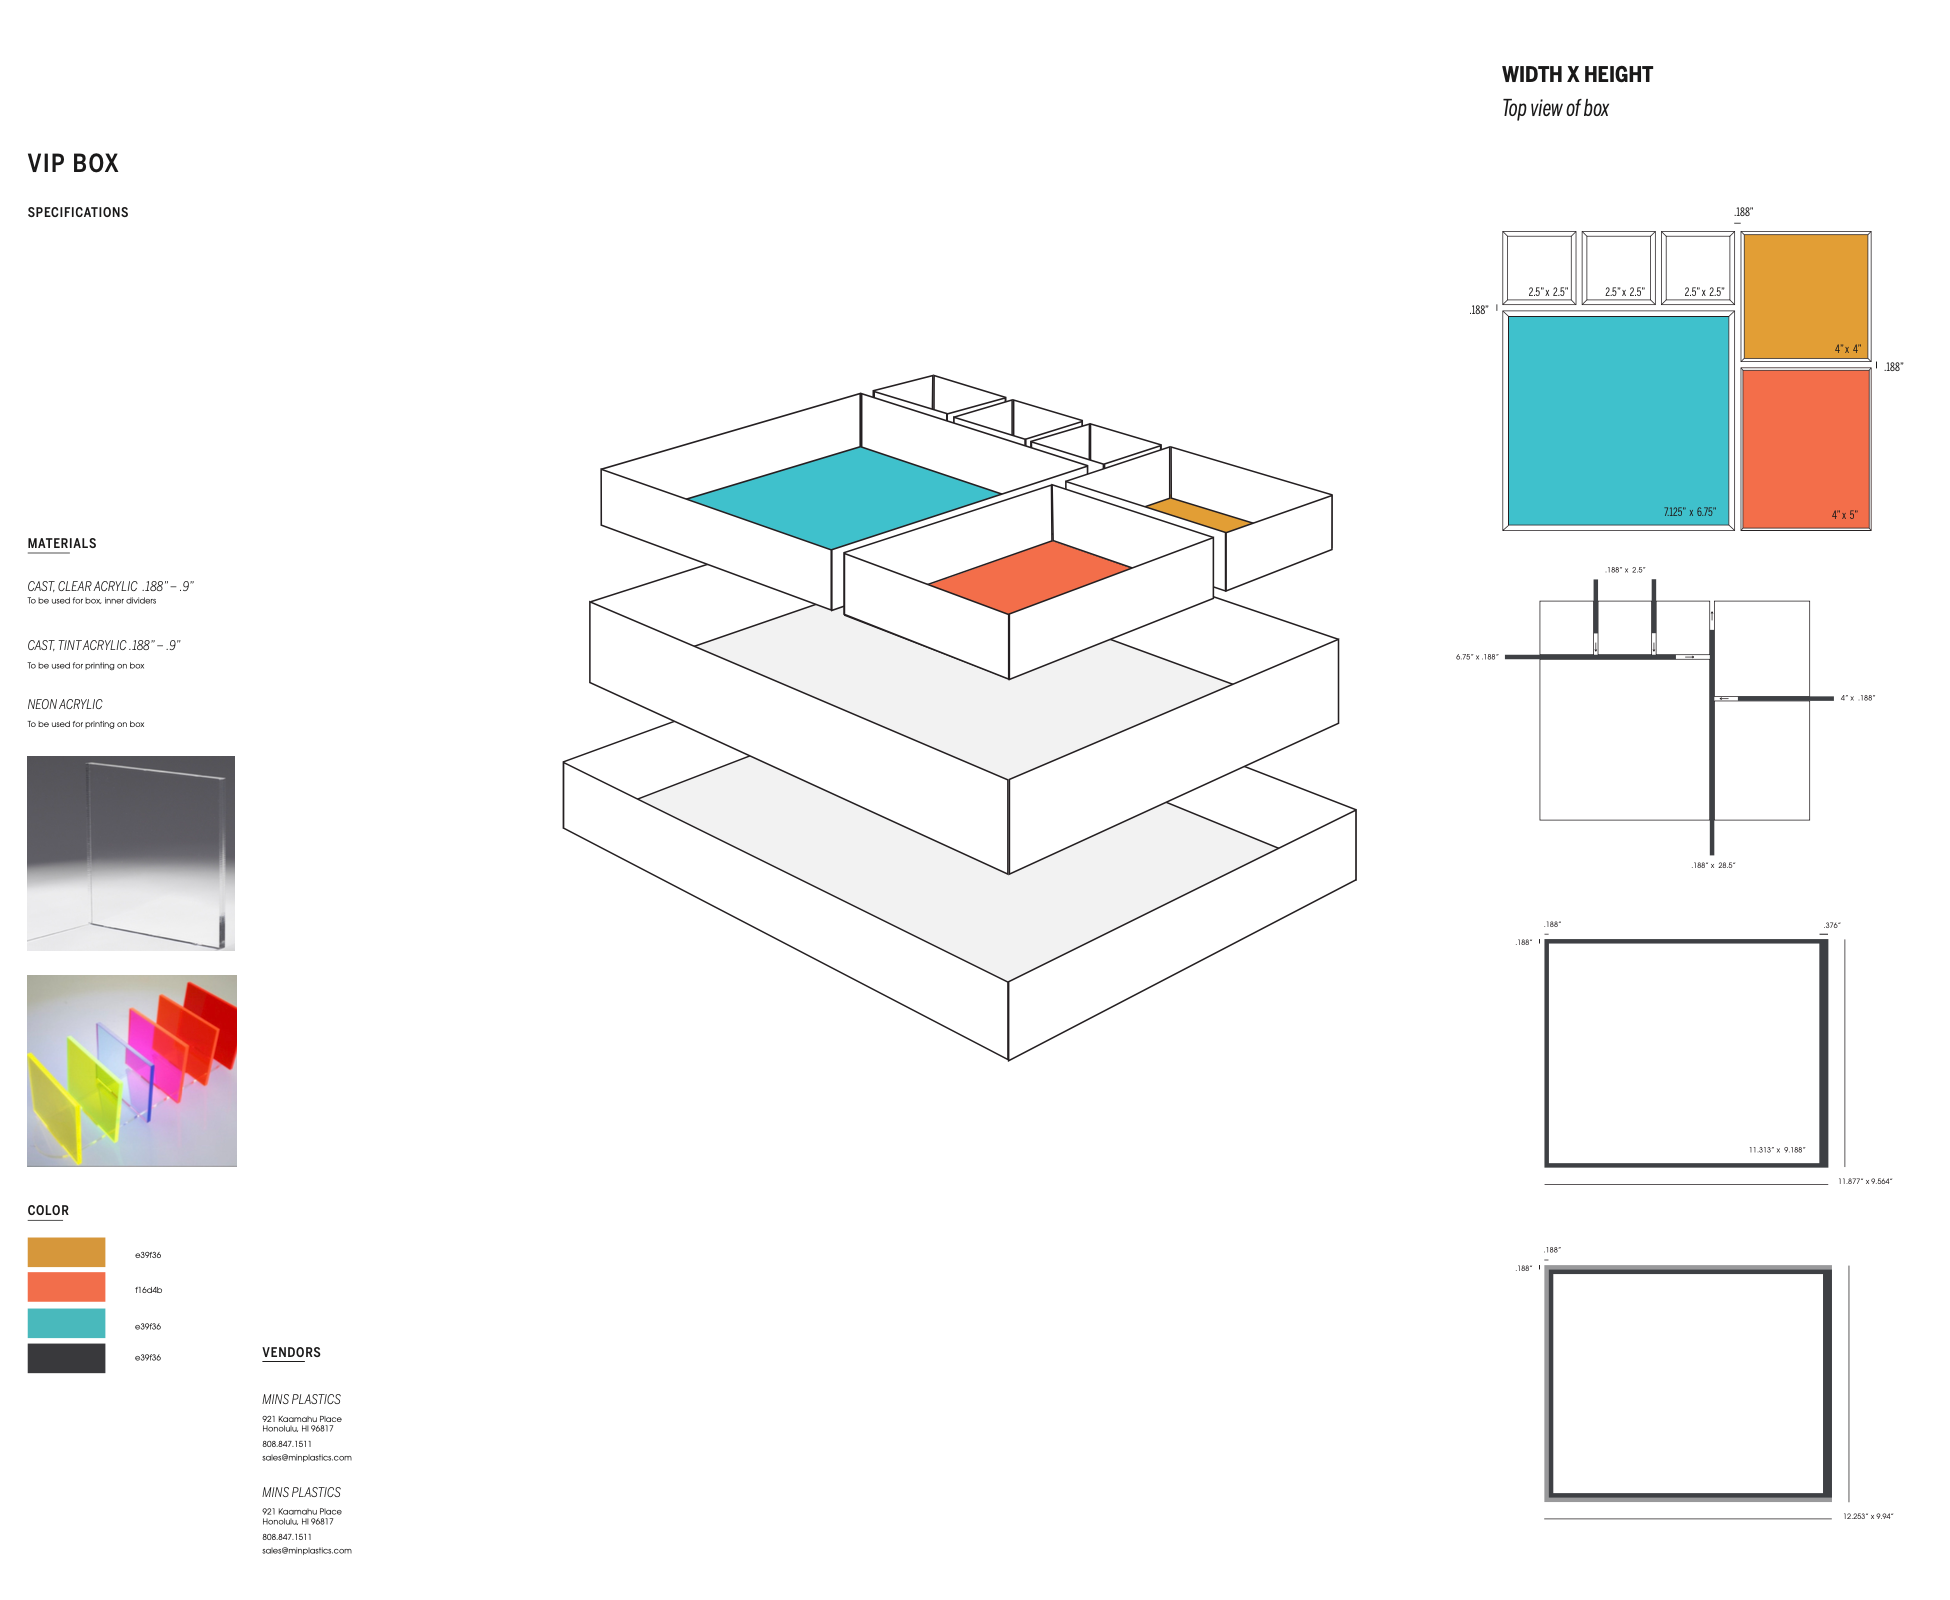 VIP BOX
SPECIFICATIONS
MATERIALS
CAST, CLEAR ACRYLIC .188" – .9"
To be used for box, inner dividers
CAST, TINT ACRYLIC .188" – .9"
To be used for printing on box
NEON ACRYLIC
To be used for printing on box
COLOR
e39f36
f16d4b
e39f36
e39f36
VENDORS
MINS PLASTICS
921 Kaamahu Place
Honolulu, HI 96817
808.847.1511
sales@minplastics.com
MINS PLASTICS
921 Kaamahu Place
Honolulu, HI 96817
808.847.1511
sales@minplastics.com
WIDTH X HEIGHT
Top view of box
.188"
2.5" x 2.5"
2.5" x 2.5"
2.5" x 2.5"
.188"
4" x 4"
.188"
7.125" x 6.75"
4" x 5"
.188" x 2.5"
6.75" x .188"
4" x .188"
.188" x 28.5"
.188"
.376"
.188"
11.313" x 9.188"
11.877" x 9.564"
.188"
.188"
12.253" x 9.94"